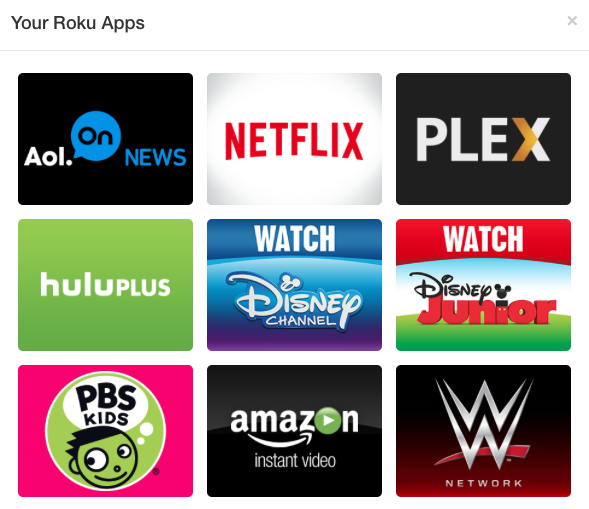 Your Roku Apps
×
Aol. On NEWS
NETFLIX
PLEX
huluPLUS
WATCH
DISNEY
CHANNEL
WATCH
DISNEY
Junior
PBS
KIDS
®
amazon
instant video
W
NETWORK